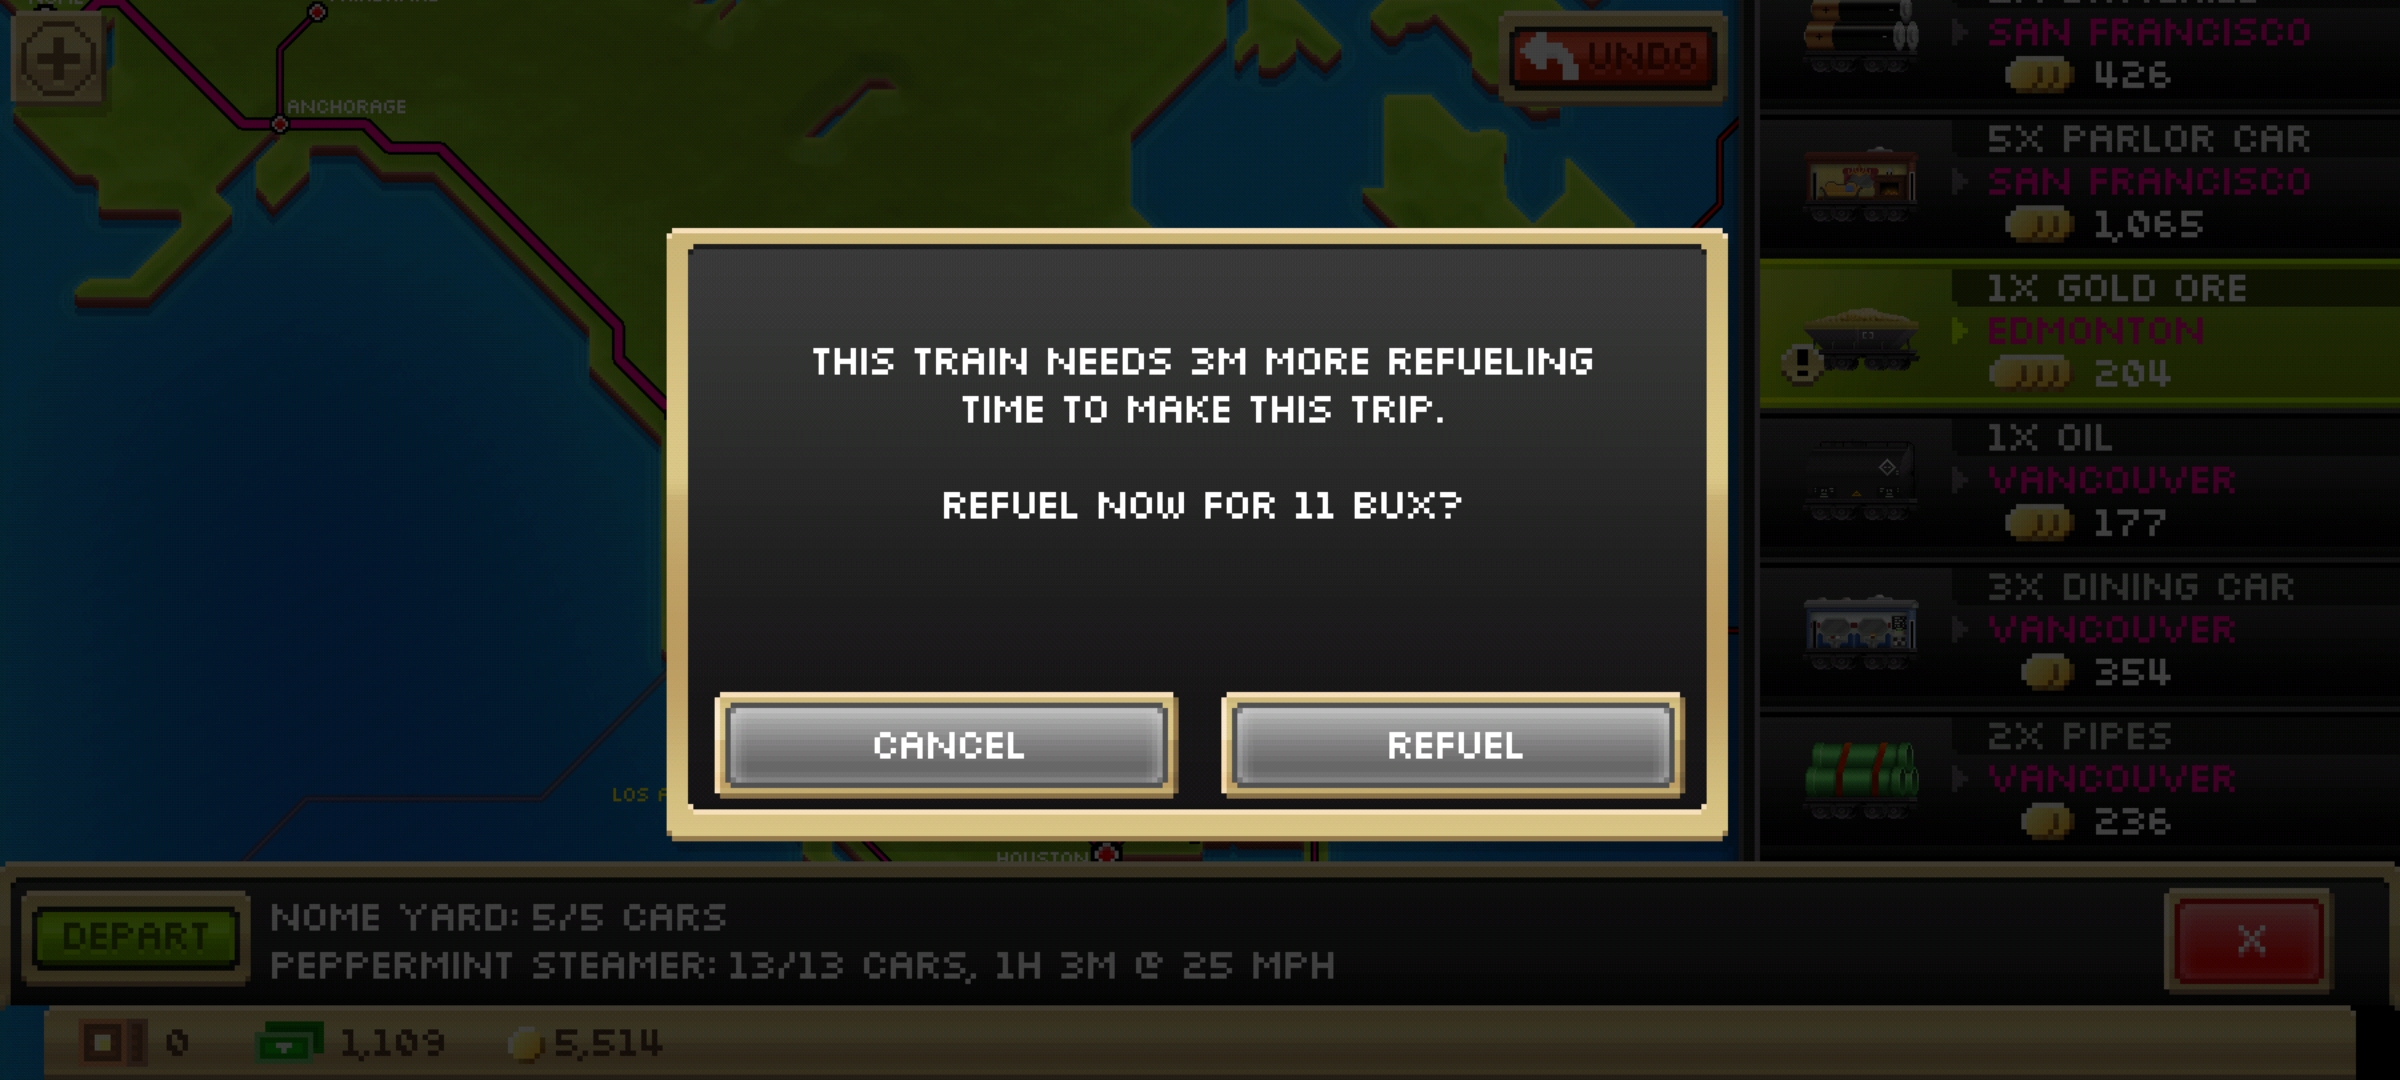 ANCHORAGE
UNDO
SAN FRANCISCO
426
5X PARLOR CAR
SAN FRANCISCO
1,065
1X GOLD ORE
EDMONTON
204
1X OIL
VANCOUVER
177
3X DINING CAR
VANCOUVER
354
2X PIPES
VANCOUVER
236
THIS TRAIN NEEDS 3M MORE REFUELING
TIME TO MAKE THIS TRIP.
REFUEL NOW FOR 11 BUX?
CANCEL
REFUEL
LOS
HOUSTON
DEPART
NOME YARD: 5/5 CARS
PEPPERMINT STEAMER: 13/13 CARS, 1H 3M @ 25 MPH
X
0
1,109
5,514